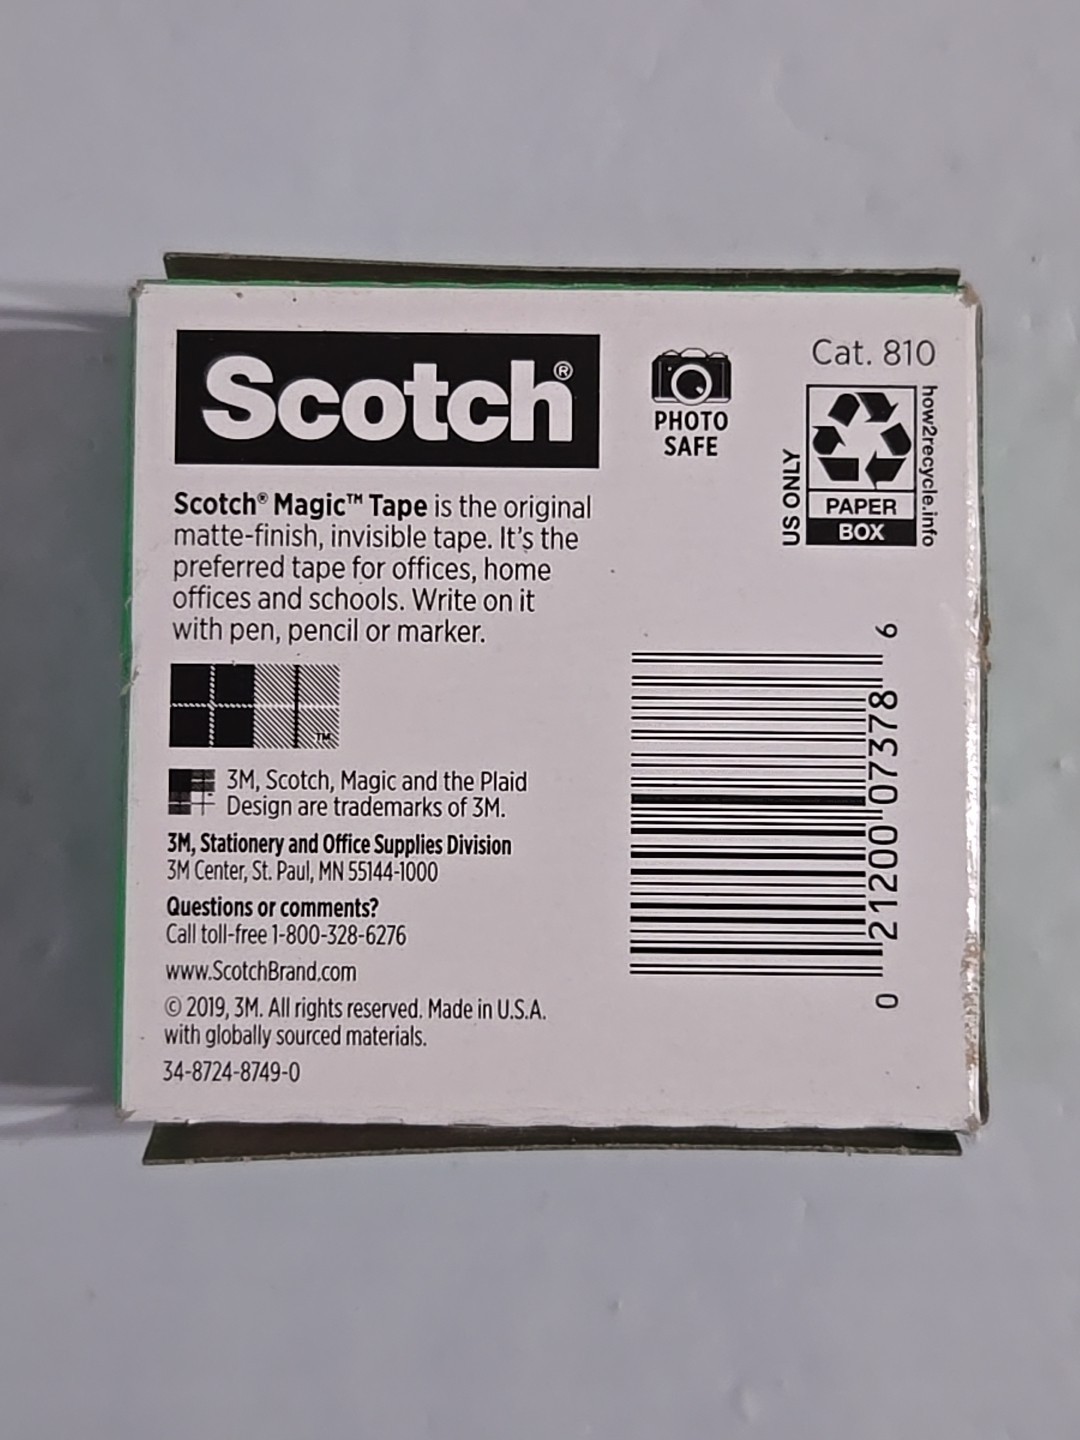 Scotch®
PHOTO
SAFE
Cat. 810
US ONLY
PAPER
BOX
how2recycle.info
Scotch® Magic™ Tape is the original
matte-finish, invisible tape. It's the
preferred tape for offices, home
offices and schools. Write on it
with pen, pencil or marker.
TM
3M, Scotch, Magic and the Plaid
Design are trademarks of 3M.
3M, Stationery and Office Supplies Division
3M Center, St. Paul, MN 55144-1000
Questions or comments?
Call toll-free 1-800-328-6276
www.ScotchBrand.com
© 2019, 3M. All rights reserved. Made in U.S.A.
with globally sourced materials.
34-8724-8749-0
0 21200 07378 6